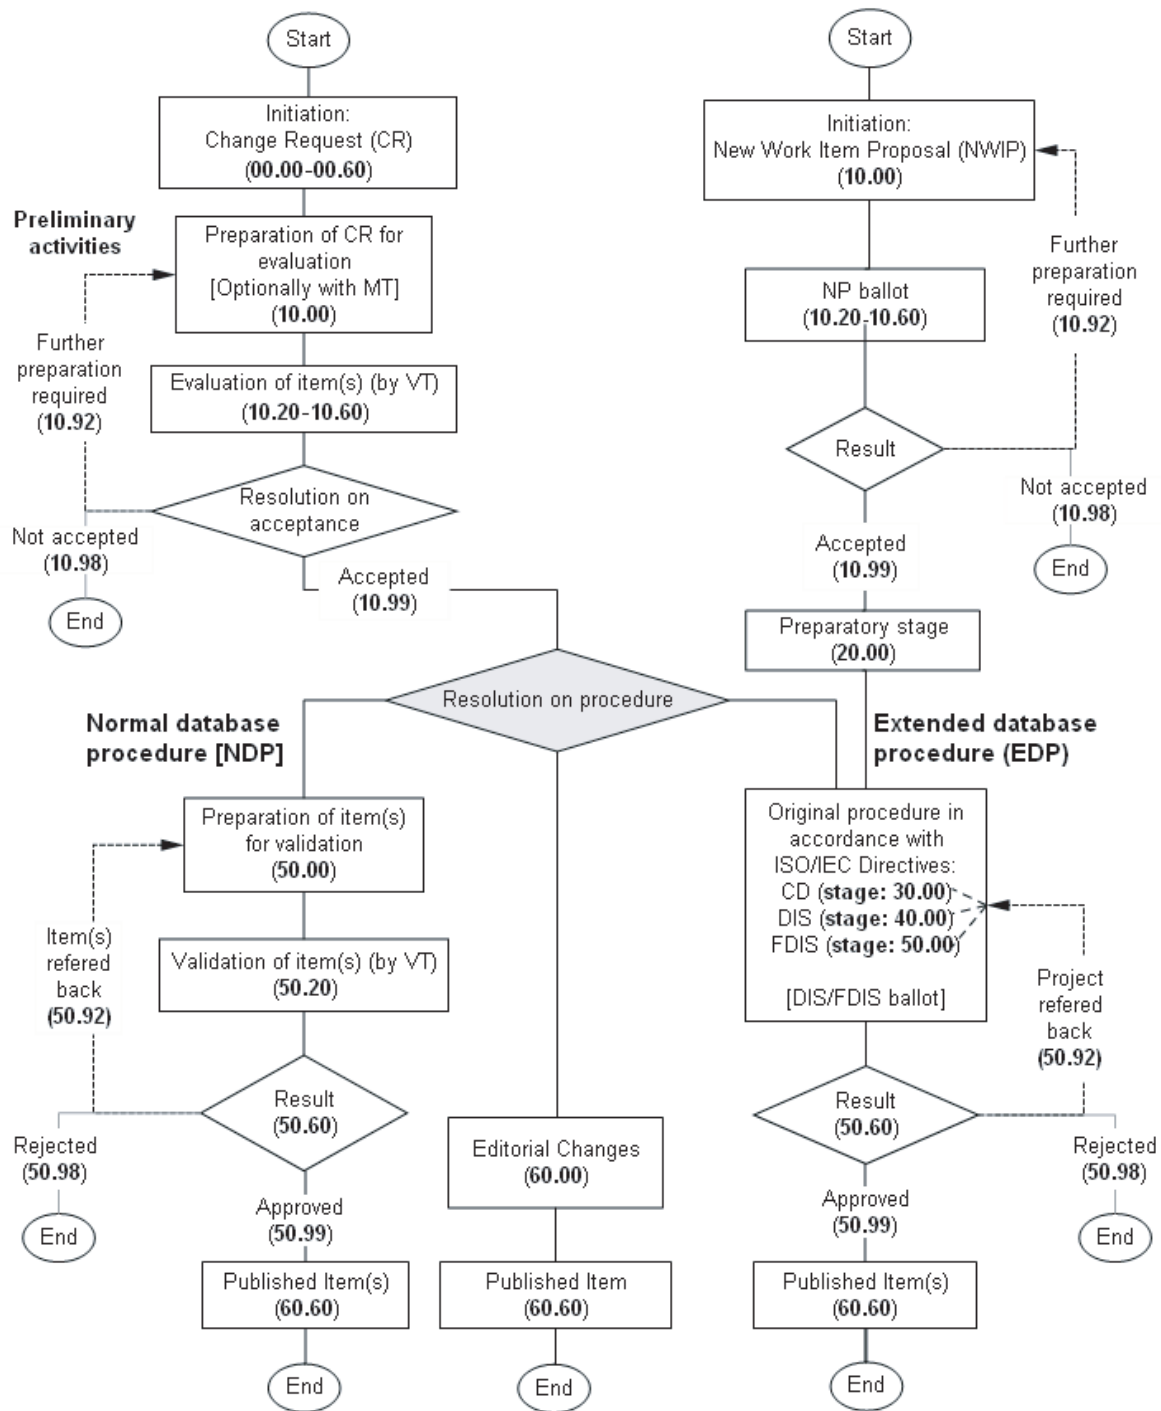 Start
Initiation:
Change Request (CR)
(00.00-00.60)
Preliminary
activities
Preparation of CR for
evaluation
[Optionally with MT]
(10.00)
Further
preparation
required
(10.92)
Evaluation of item(s) (by VT)
(10.20-10.60)
Resolution on
acceptance
Not accepted
(10.98)
End
Accepted
(10.99)
Start
Initiation:
New Work Item Proposal (NWIP)
(10.00)
Further
preparation
required
(10.92)
NP ballot
(10.20-10.60)
Result
Not accepted
(10.98)
End
Accepted
(10.99)
Preparatory stage
(20.00)
Resolution on procedure
Normal database
procedure [NDP]
Preparation of item(s)
for validation
(50.00)
Item(s)
refered
back
(50.92)
Validation of item(s) (by VT)
(50.20)
Result
(50.60)
Rejected
(50.98)
End
Approved
(50.99)
Published Item(s)
(60.60)
End
Editorial Changes
(60.00)
Published Item
(60.60)
End
Extended database
procedure (EDP)
Original procedure in
accordance with
ISO/IEC Directives:
CD (stage: 30.00)
DIS (stage: 40.00)
FDIS (stage: 50.00)
[DIS/FDIS ballot]
Project
refered
back
(50.92)
Result
(50.60)
Rejected
(50.98)
End
Approved
(50.99)
Published Item(s)
(60.60)
End